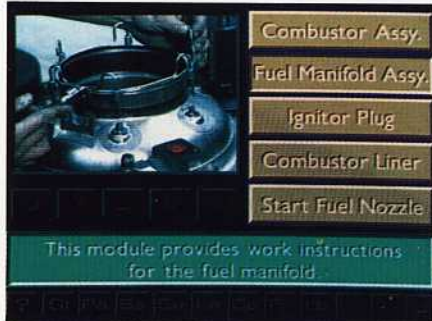 Combustor Assy.
Fuel Manifold Assy.
Ignitor Plug
Combustor Liner
Start Fuel Nozzle
This module provides work instructions
for the fuel manifold.